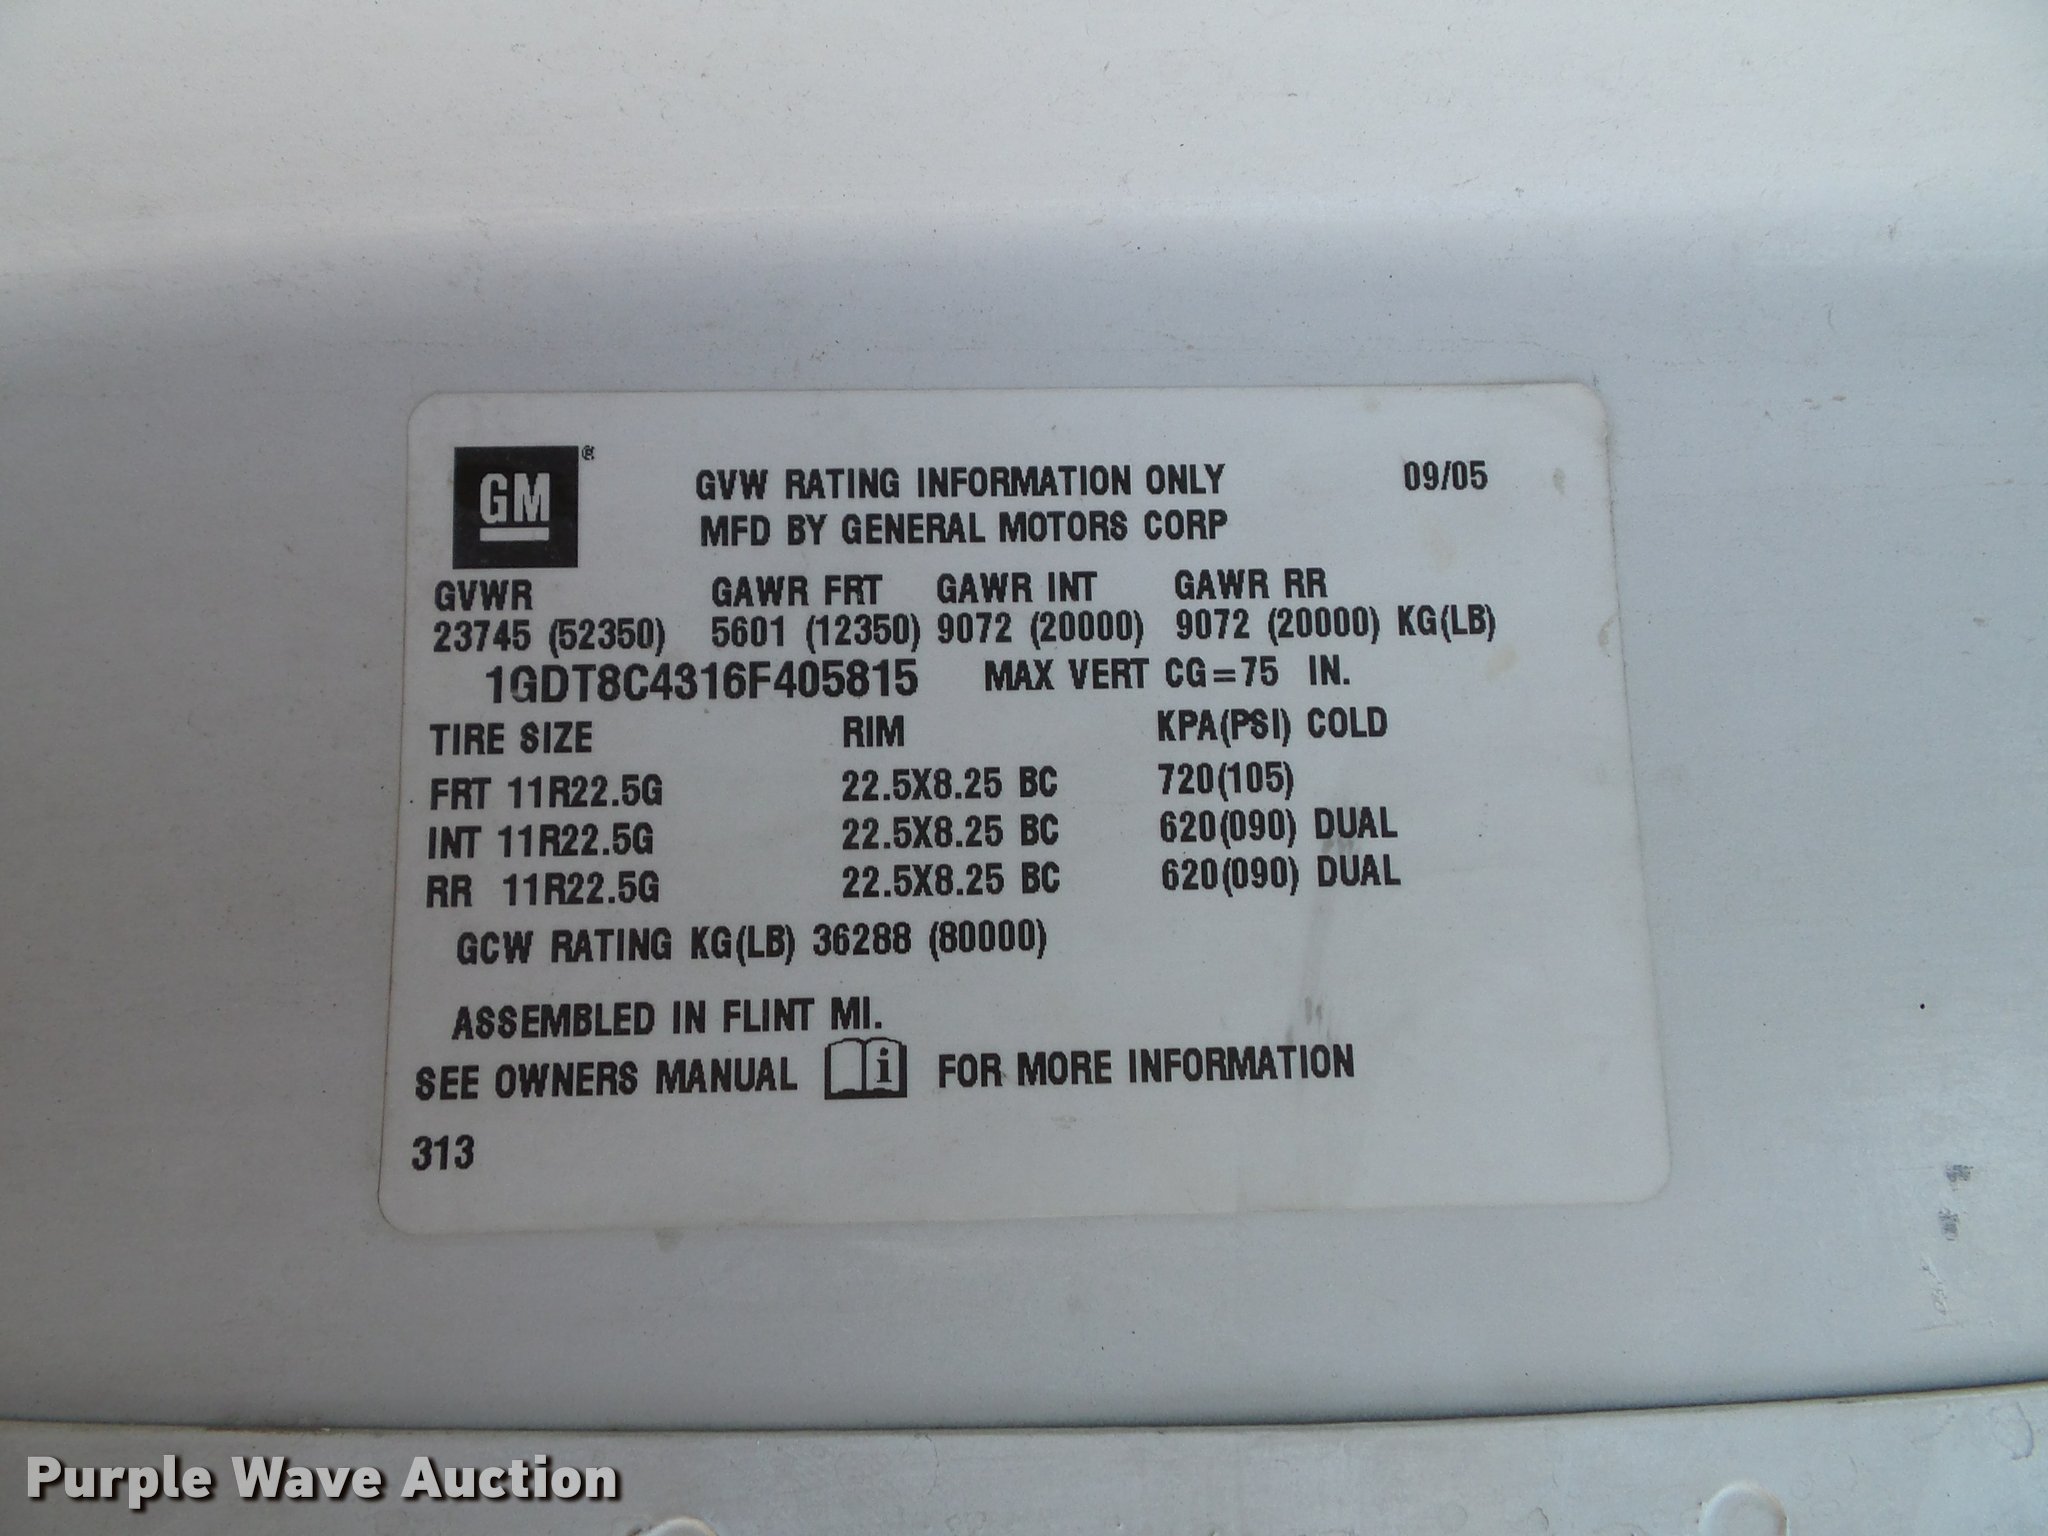 GM®
GVW RATING INFORMATION ONLY 09/05
MFD BY GENERAL MOTORS CORP
GVWR GAWR FRT GAWR INT GAWR RR
23745 (52350) 5601 (12350) 9072 (20000) 9072 (20000) KG(LB)
1GDT8C4316F405815 MAX VERT CG=75 IN.
TIRE SIZE RIM KPA(PSI) COLD
FRT 11R22.5G 22.5X8.25 BC 720(105)
INT 11R22.5G 22.5X8.25 BC 620(090) DUAL
RR 11R22.5G 22.5X8.25 BC 620(090) DUAL
GCW RATING KG(LB) 36288 (80000)
ASSEMBLED IN FLINT MI.
SEE OWNERS MANUAL i FOR MORE INFORMATION
313
Purple Wave Auction